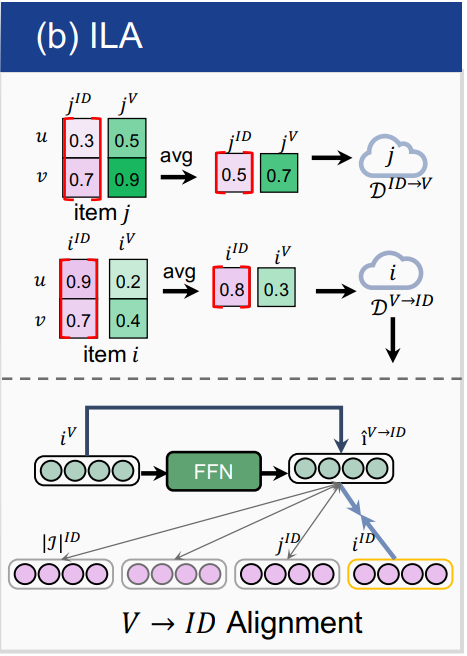 (b) ILA
j^ID j^V
u 0.3 0.5
v 0.7 0.9
item j
avg
j^ID j^V
0.5 0.7
j
𝒟^ID→V
i^ID i^V
u 0.9 0.2
v 0.7 0.4
item i
avg
i^ID i^V
0.8 0.3
i
𝒟^V→ID
i^V
FFN
î^V→ID
|ℐ|^ID
j^ID
i^ID
V → ID Alignment